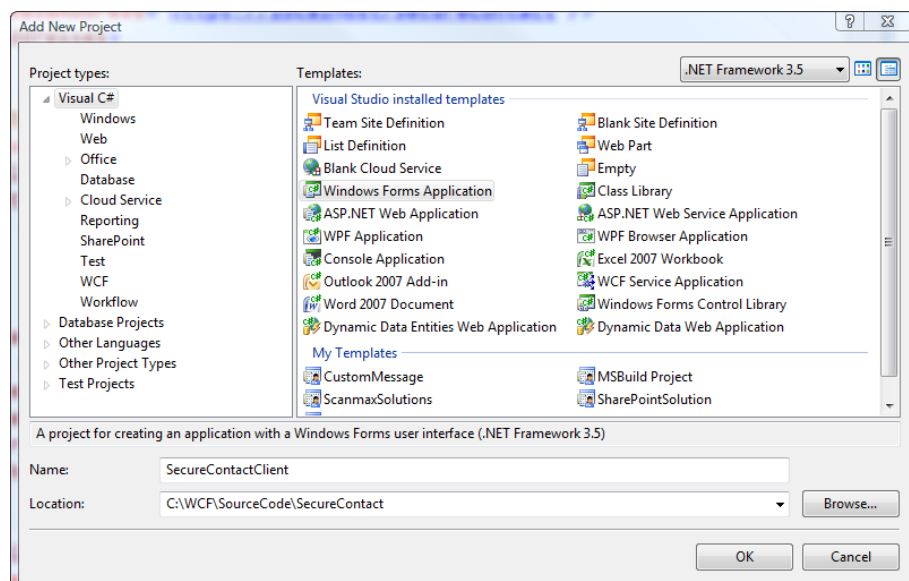 Add New Project
Project types:
Templates:
.NET Framework 3.5
Visual C#
Windows
Web
Office
Database
Cloud Service
Reporting
SharePoint
Test
WCF
Workflow
Database Projects
Other Languages
Other Project Types
Test Projects
Visual Studio installed templates
Team Site Definition
Blank Site Definition
List Definition
Web Part
Blank Cloud Service
Empty
Windows Forms Application
Class Library
ASP.NET Web Application
ASP.NET Web Service Application
WPF Application
WPF Browser Application
Console Application
Excel 2007 Workbook
Outlook 2007 Add-in
WCF Service Application
Word 2007 Document
Windows Forms Control Library
Dynamic Data Entities Web Application
Dynamic Data Web Application
My Templates
CustomMessage
MSBuild Project
ScanmaxSolutions
SharePointSolution
A project for creating an application with a Windows Forms user interface (.NET Framework 3.5)
Name:
SecureContactClient
Location:
C:\WCF\SourceCode\SecureContact
Browse...
OK
Cancel